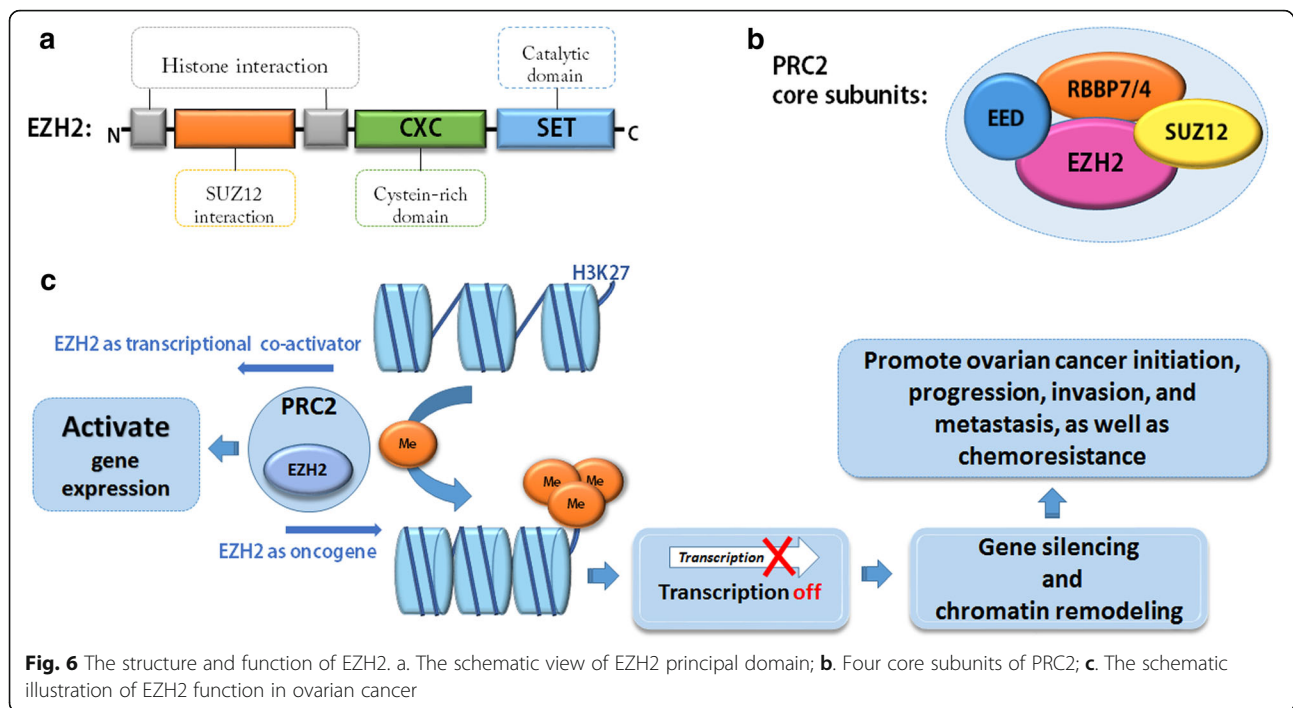 a
Histone interaction
Catalytic
domain
EZH2:
N
CXC
SET
C
SUZ12
interaction
Cystein-rich
domain
b
PRC2
core subunits:
RBBP7/4
EED
SUZ12
EZH2
c
H3K27
EZH2 as transcriptional co-activator
PRC2
EZH2
Activate
gene
expression
Me
EZH2 as oncogene
Me
Me
Me
Transcription
Transcription off
Gene silencing
and
chromatin remodeling
Promote ovarian cancer initiation,
progression, invasion, and
metastasis, as well as
chemoresistance
Fig. 6 The structure and function of EZH2. a. The schematic view of EZH2 principal domain; b. Four core subunits of PRC2; c. The schematic
illustration of EZH2 function in ovarian cancer